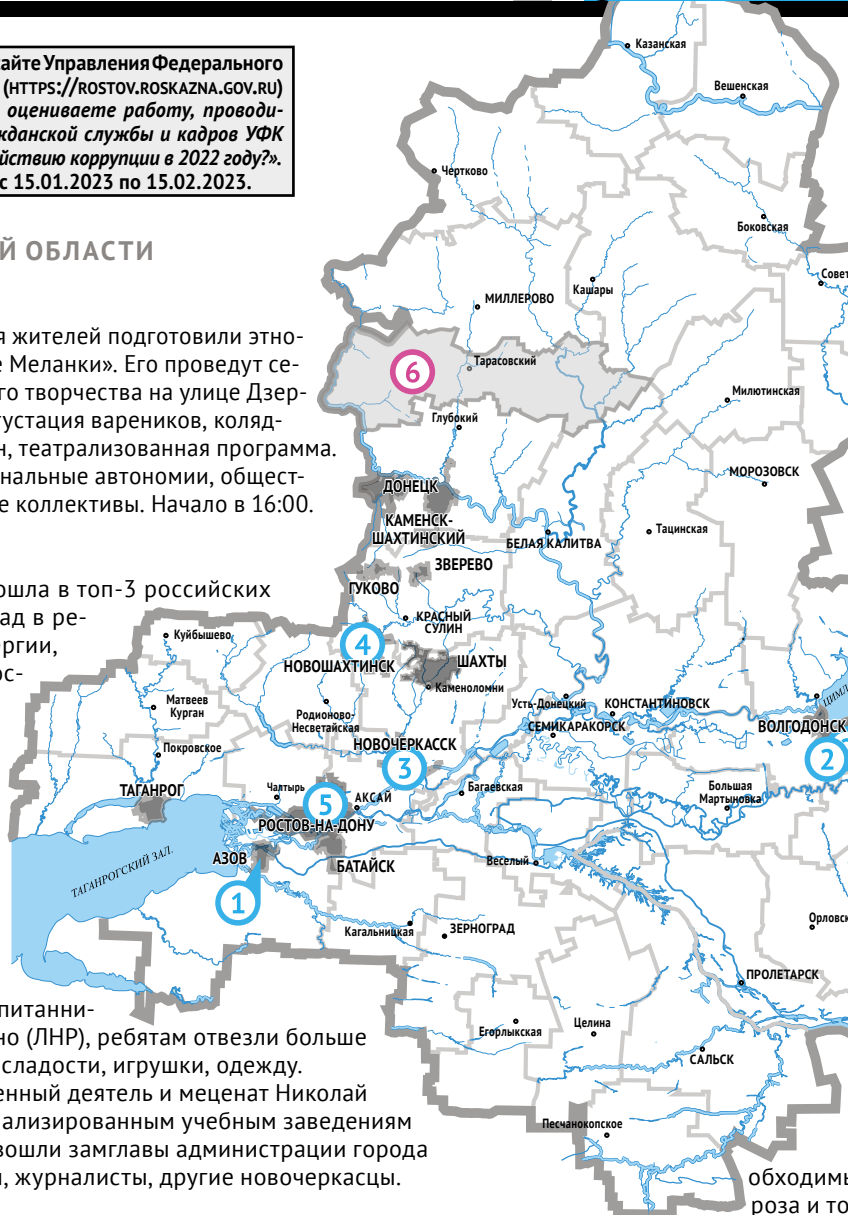 айте Управления Федерального
(HTTPS://ROSTOV.ROSKAZNA.GOV.RU)
оцениваете работу, проводи-
жданской службы и кадров УФК
йствию коррупции в 2022 году?».
с 15.01.2023 по 15.02.2023.
Й ОБЛАСТИ
я жителей подготовили этно-
е Меланки». Его проведут се-
го творчества на улице Дзер-
густация вареников, коляд-
н, театрализованная программа.
нальные автономии, общест-
е коллективы. Начало в 16:00.
ошла в топ-3 российских
ад в ре-
ергии,
ос-
питанни-
но (ЛНР), ребятам отвезли больше
сладости, игрушки, одежду.
енный деятель и меценат Николай
ализированным учебным заведениям
вошли замглавы администрации города
и, журналисты, другие новочеркасцы.
Казанская
Вешенская
Чертково
Боковская
Совет
Кашары
МИЛЛЕРОВО
6
Тарасовский
Милютинская
Глубокий
МОРОЗОВСК
ДОНЕЦК
КАМЕНСК-
ШАХТИНСКИЙ
Тацинская
БЕЛАЯ КАЛИТВА
ЗВЕРЕВО
ГУКОВО
КРАСНЫЙ
СУЛИН
Куйбышево
4
НОВОШАХТИНСК
ШАХТЫ
Каменоломни
Матвеев
Курган
Родионово-
Несветайская
Усть-Донецкий
КОНСТАНТИНОВСК
ЦИМЛ
СЕМИКАРАКОРСК
ВОЛГОДОНСК
Покровское
НОВОЧЕРКАССК
3
2
ТАГАНРОГ
Чалтырь
5
АКСАЙ
Багаевская
Большая
Мартыновка
РОСТОВ-НА-ДОНУ
АЗОВ
БАТАЙСК
Веселый
ТАГАНРОГСКИЙ ЗАЛ.
1
Кагальницкая
ЗЕРНОГРАД
Орловск
ПРОЛЕТАРСК
Егорлыкская
Целина
САЛЬСК
Песчанокопское
обходимы
роза и то